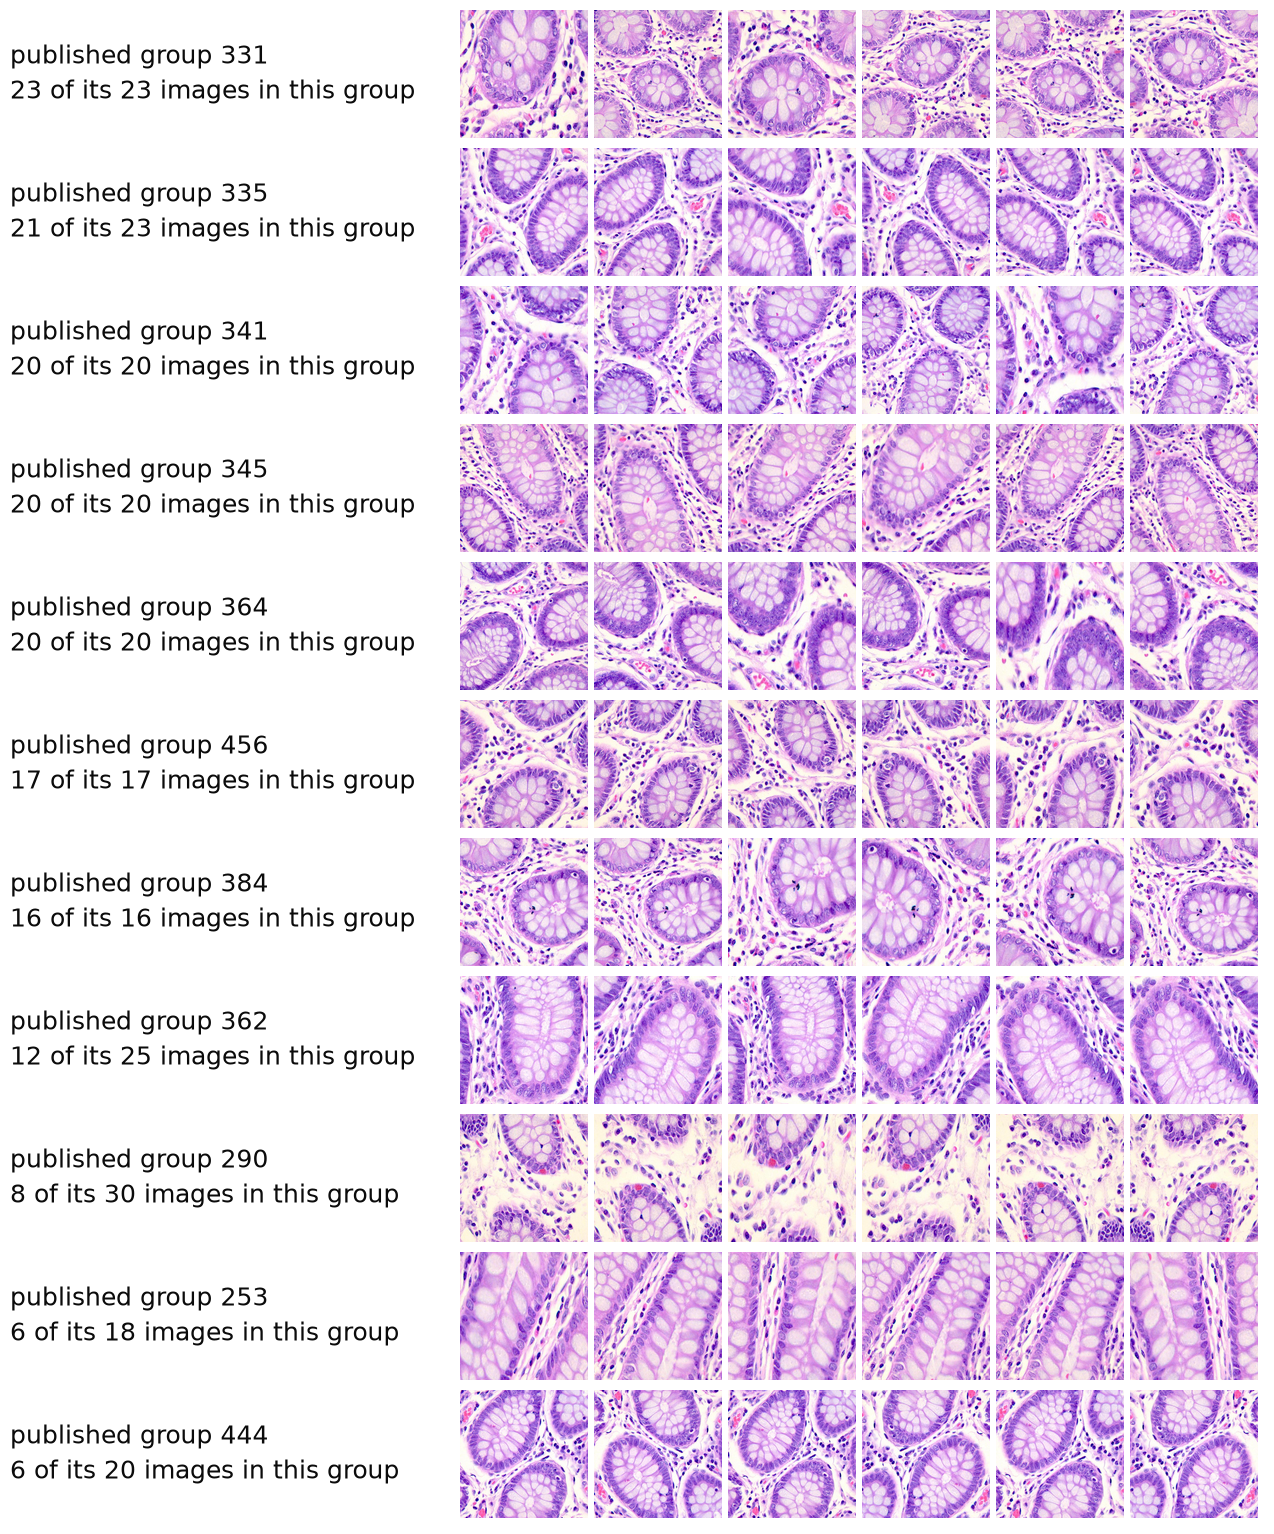 published group 331
23 of its 23 images in this group
published group 335
21 of its 23 images in this group
published group 341
20 of its 20 images in this group
published group 345
20 of its 20 images in this group
published group 364
20 of its 20 images in this group
published group 456
17 of its 17 images in this group
published group 384
16 of its 16 images in this group
published group 362
12 of its 25 images in this group
published group 290
8 of its 30 images in this group
published group 253
6 of its 18 images in this group
published group 444
6 of its 20 images in this group